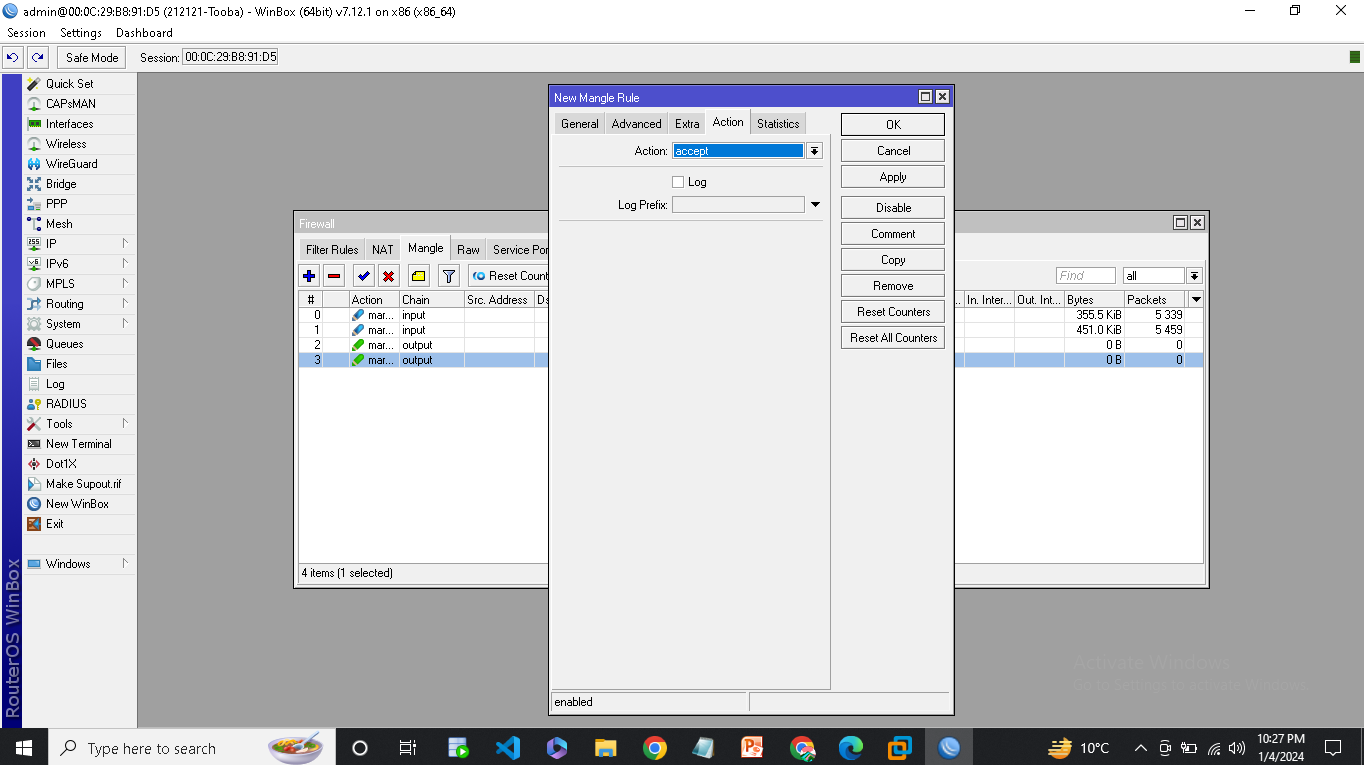 admin@00:0C:29:B8:91:D5 (212121-Tooba) - WinBox (64bit) v7.12.1 on x86 (x86_64)
Session Settings Dashboard
Safe Mode Session: 00:0C:29:B8:91:D5
Quick Set
CAPsMAN
Interfaces
Wireless
WireGuard
Bridge
PPP
Mesh
IP
IPv6
MPLS
Routing
System
Queues
Files
Log
RADIUS
Tools
New Terminal
Dot1X
Make Supout.rif
New WinBox
Exit
Windows
RouterOS WinBox
New Mangle Rule
General Advanced Extra Action Statistics
Action: accept
Log
Log Prefix:
OK
Cancel
Apply
Disable
Comment
Copy
Remove
Reset Counters
Reset All Counters
enabled
Firewall
Filter Rules NAT Mangle Raw Service Por
Reset Count
Find all
# Action Chain Src. Address Ds .. In. Inter... Out. Int... Bytes Packets
0 mar... input 355.5 KiB 5 339
1 mar... input 451.0 KiB 5 459
2 mar... output 0 B 0
3 mar... output 0 B 0
4 items (1 selected)
Activate Windows
Go to Settings to activate Windows.
Type here to search
10°C
10:27 PM
1/4/2024